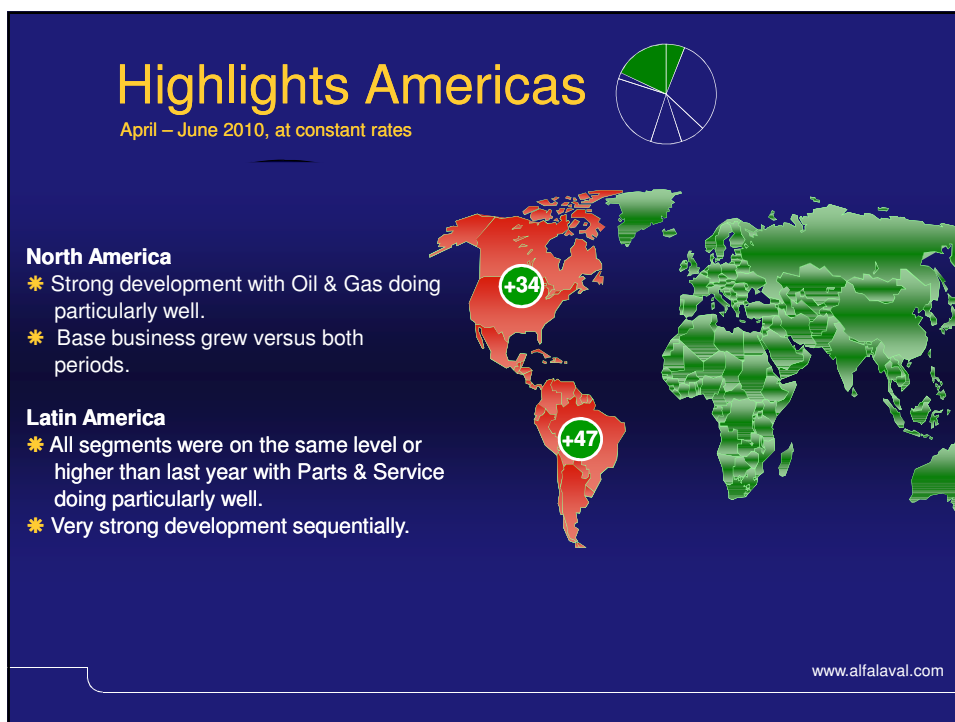 Highlights Americas
April – June 2010, at constant rates
North America
✱ Strong development with Oil & Gas doing
particularly well.
✱ Base business grew versus both
periods.
Latin America
✱ All segments were on the same level or
higher than last year with Parts & Service
doing particularly well.
✱ Very strong development sequentially.
+34
+47
www.alfalaval.com